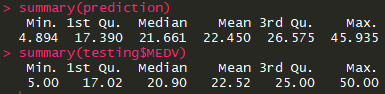 > summary(prediction)
Min. 1st Qu. Median Mean 3rd Qu. Max.
4.894 17.390 21.661 22.450 26.575 45.935
> summary(testing$MEDV)
Min. 1st Qu. Median Mean 3rd Qu. Max.
5.00 17.02 20.90 22.52 25.00 50.00